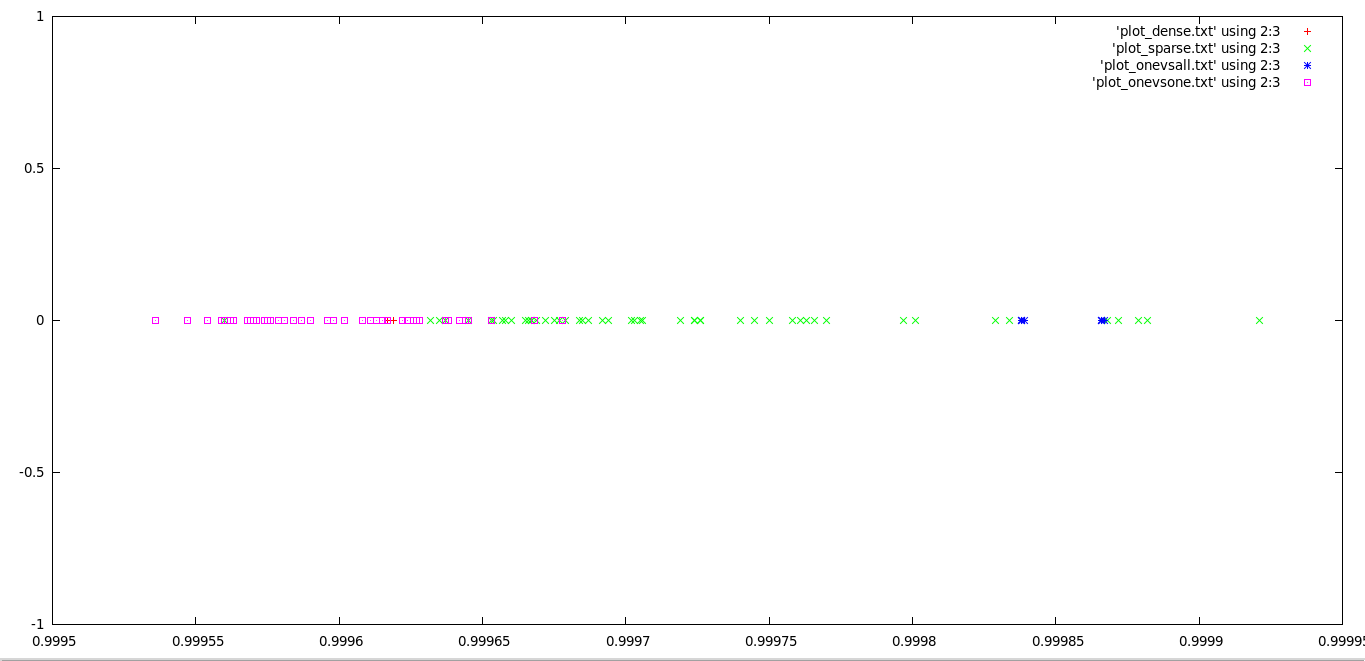 1
'plot_dense.txt' using 2:3
'plot_sparse.txt' using 2:3
'plot_onevsall.txt' using 2:3
'plot_onevsone.txt' using 2:3
0.5
0
-0.5
-1
0.9995 0.99955 0.9996 0.99965 0.9997 0.99975 0.9998 0.99985 0.9999 0.99995